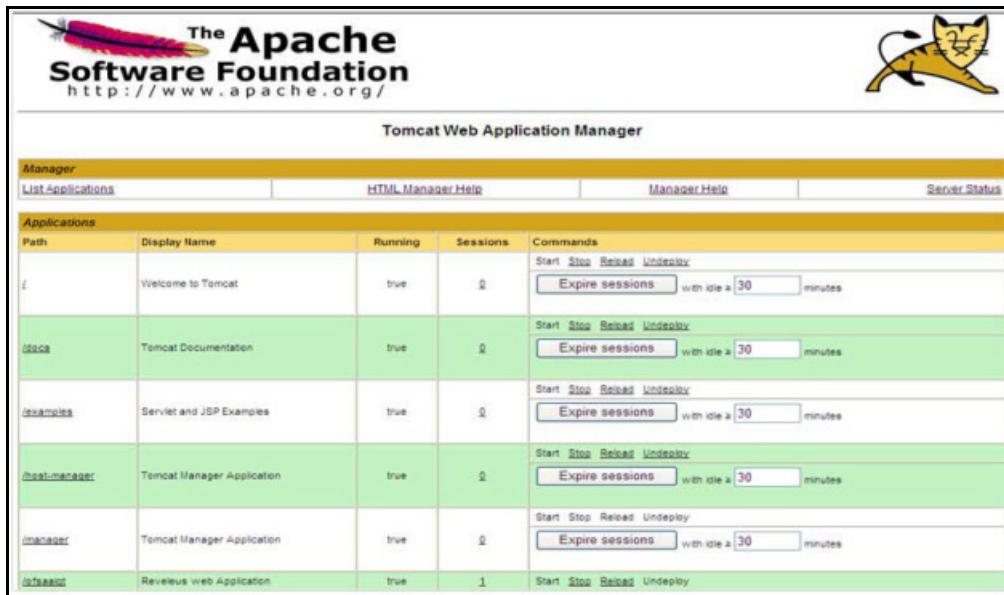 The Apache
Software Foundation
http://www.apache.org/
Tomcat Web Application Manager
Manager
List Applications HTML Manager Help Manager Help Server Status
Applications
Path Display Name Running Sessions Commands
Start Stop Reload Undeploy
/ Welcome to Tomcat true 0
Expire sessions with idle ≥ 30 minutes
Start Stop Reload Undeploy
/docs Tomcat Documentation true 0
Expire sessions with idle ≥ 30 minutes
Start Stop Reload Undeploy
/examples Servlet and JSP Examples true 0
Expire sessions with idle ≥ 30 minutes
Start Stop Reload Undeploy
/host-manager Tomcat Manager Application true 0
Expire sessions with idle ≥ 30 minutes
Start Stop Reload Undeploy
/manager Tomcat Manager Application true 0
Expire sessions with idle ≥ 30 minutes
Reveleus web Application true 1 Start Stop Reload Undeploy